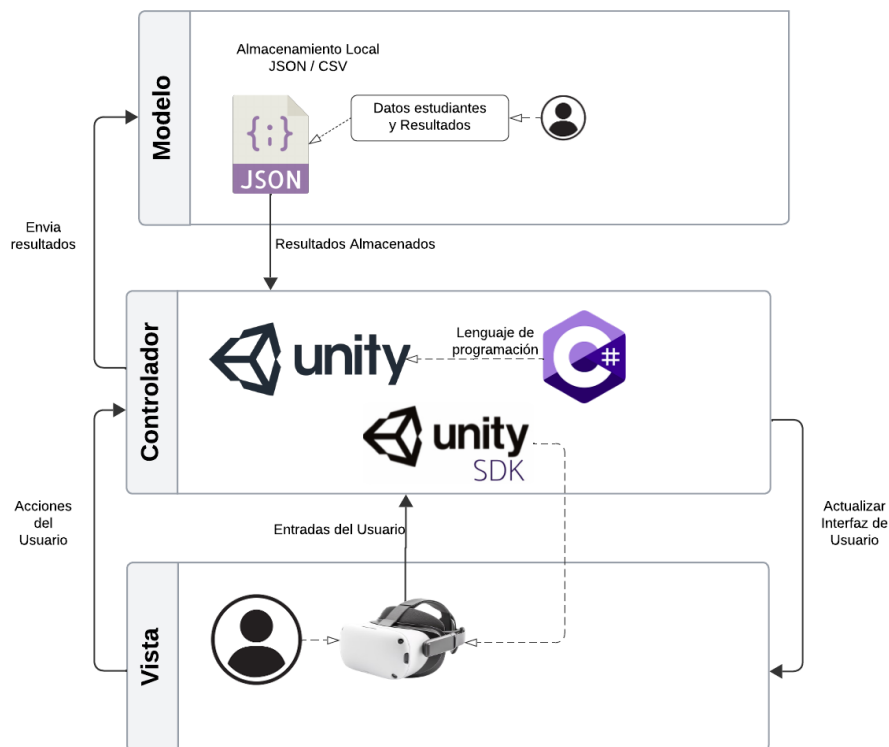 Almacenamiento Local
JSON / CSV
Modelo
Datos estudiantes
y Resultados
{;}
JSON
Envia
resultados
Resultados Almacenados
Controlador
unity
Lenguaje de
programación
C#
unity
SDK
Acciones
del
Usuario
Entradas del Usuario
Actualizar
Interfaz de
Usuario
Vista